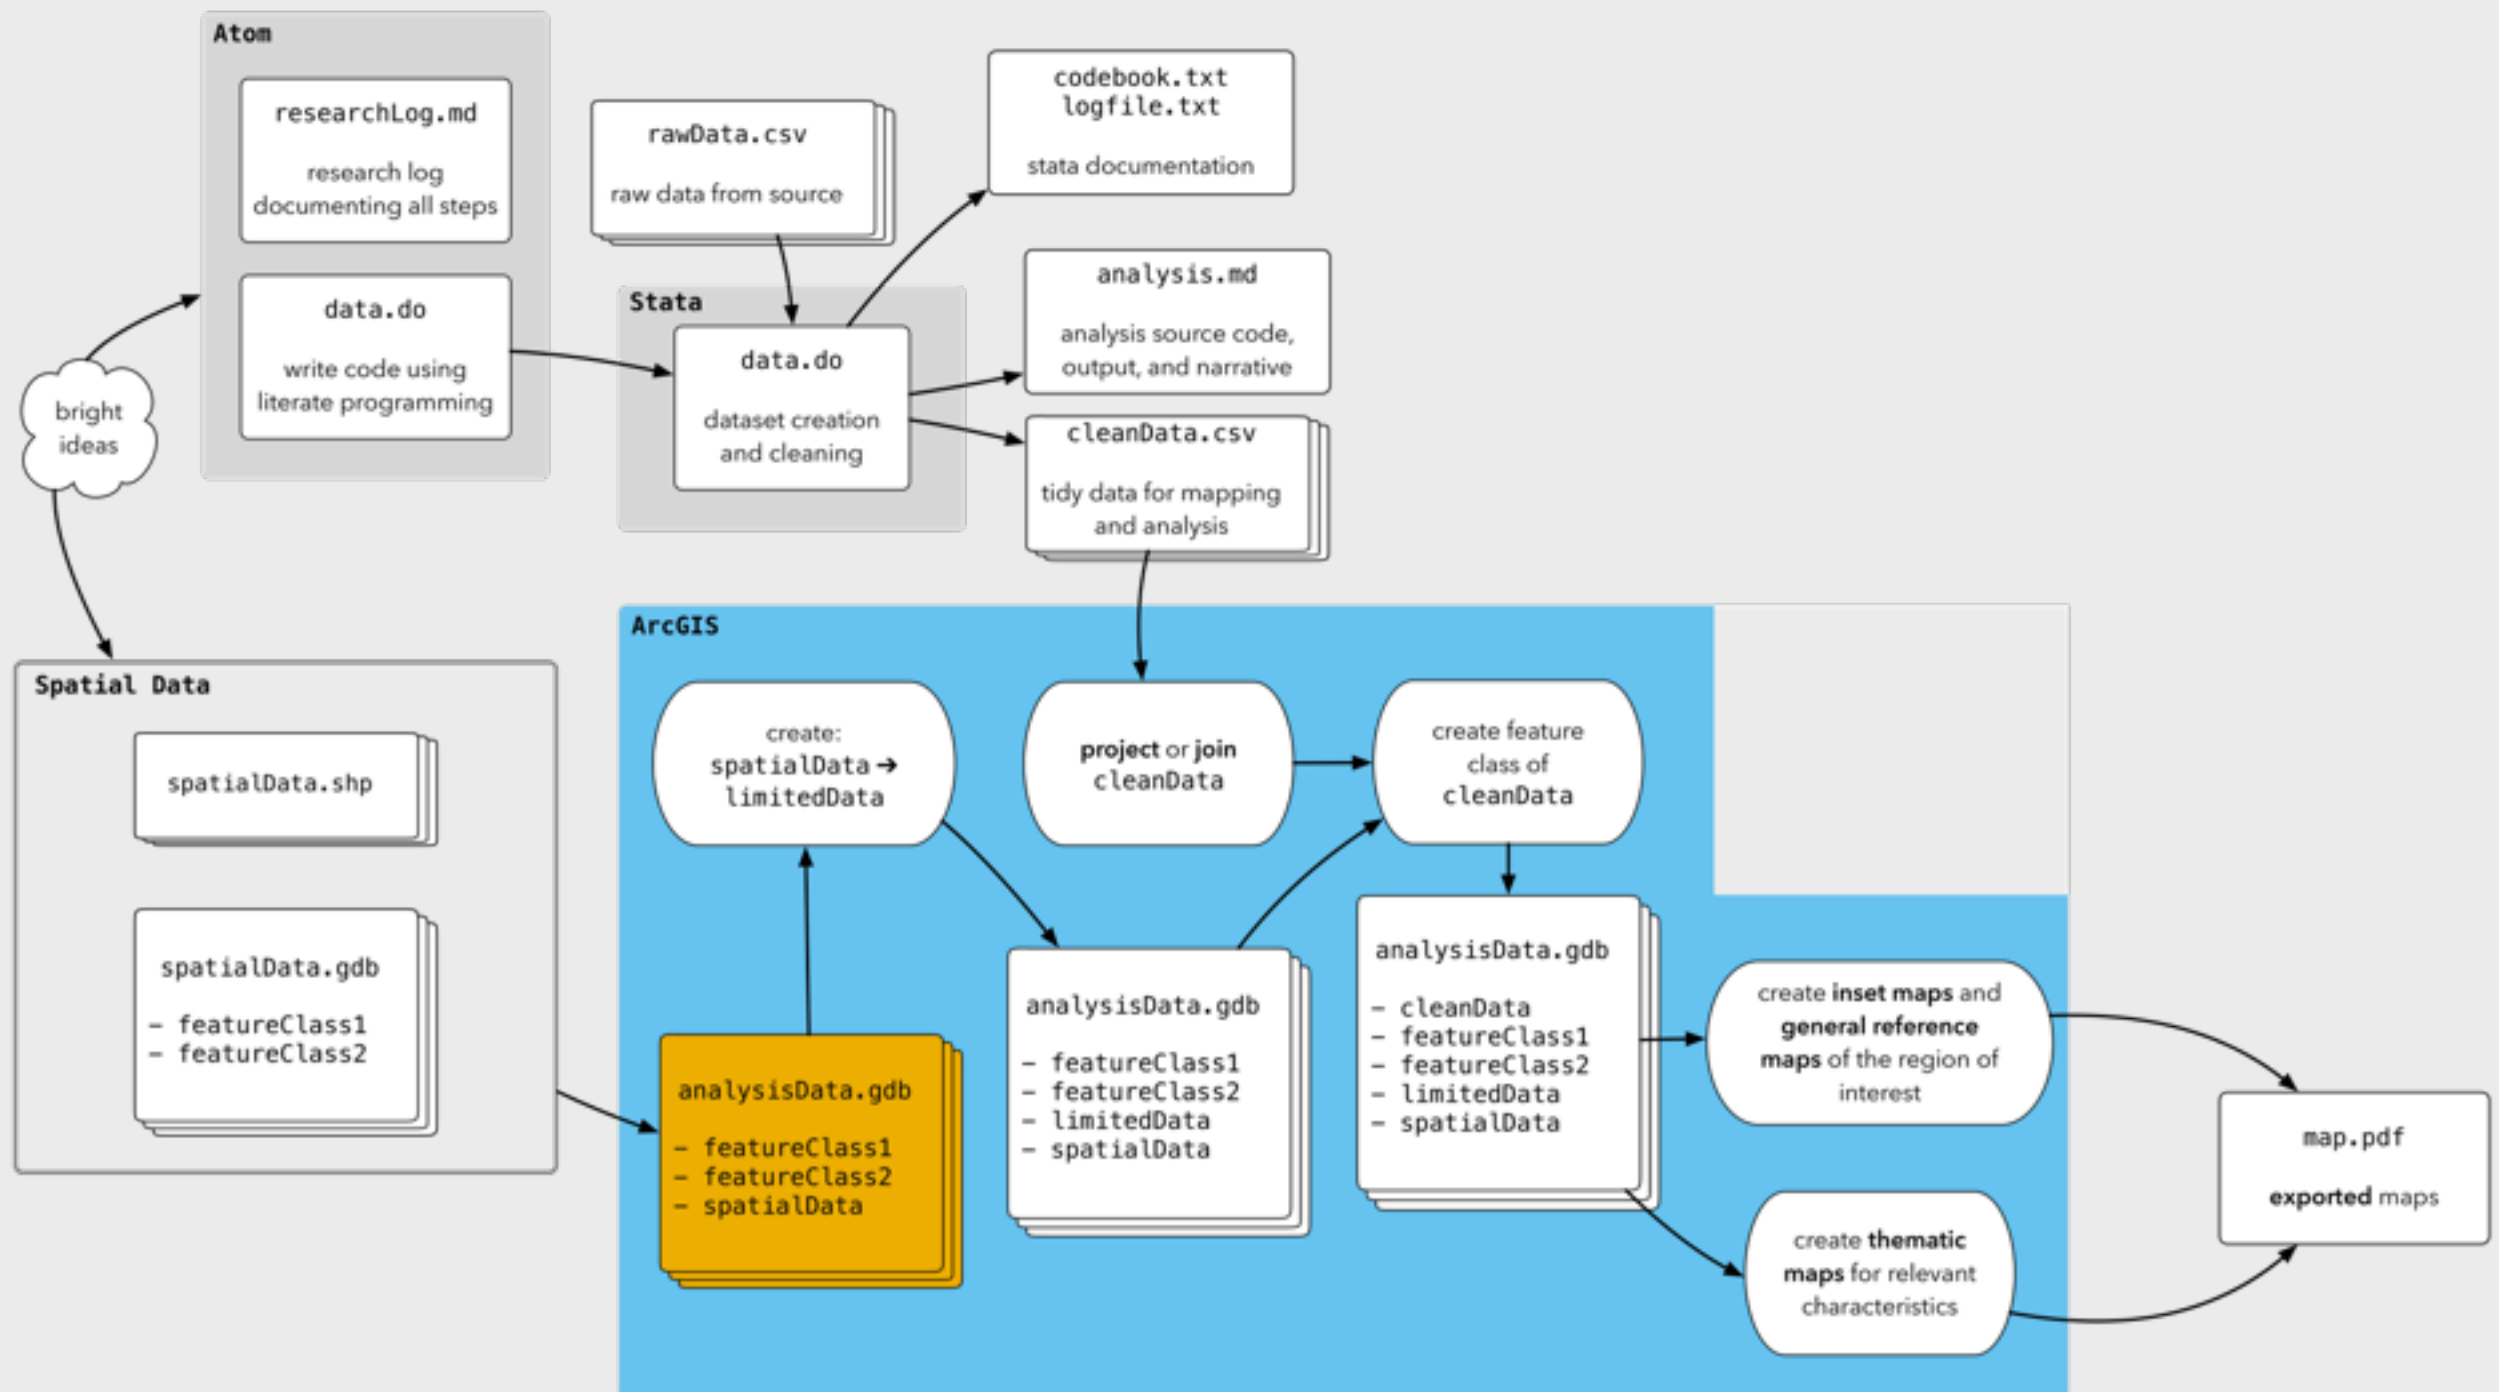 Atom
researchLog.md
research log
documenting all steps
data.do
write code using
literate programming
bright
ideas
rawData.csv
raw data from source
codebook.txt
logfile.txt
stata documentation
Stata
data.do
dataset creation
and cleaning
analysis.md
analysis source code,
output, and narrative
cleanData.csv
tidy data for mapping
and analysis
Spatial Data
spatialData.shp
spatialData.gdb
– featureClass1
– featureClass2
ArcGIS
create:
spatialData ➔
limitedData
project or join
cleanData
create feature
class of
cleanData
analysisData.gdb
– featureClass1
– featureClass2
– spatialData
analysisData.gdb
– featureClass1
– featureClass2
– limitedData
– spatialData
analysisData.gdb
– cleanData
– featureClass1
– featureClass2
– limitedData
– spatialData
create inset maps and
general reference
maps of the region of
interest
create thematic
maps for relevant
characteristics
map.pdf
exported maps